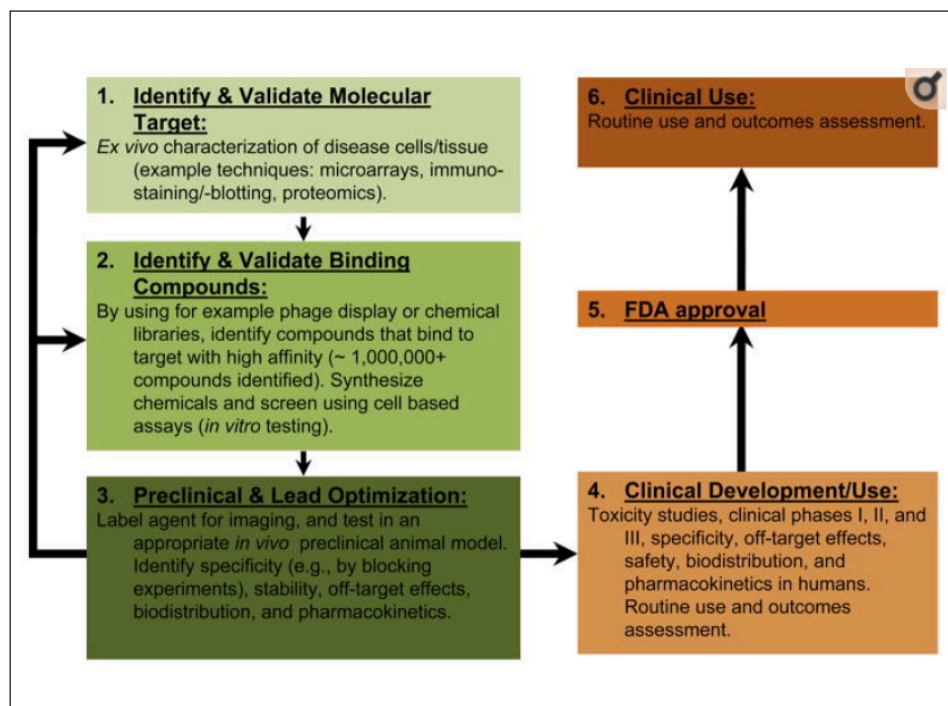 1. Identify & Validate Molecular
Target:
Ex vivo characterization of disease cells/tissue
(example techniques: microarrays, immuno-
staining/-blotting, proteomics).
2. Identify & Validate Binding
Compounds:
By using for example phage display or chemical
libraries, identify compounds that bind to
target with high affinity (~ 1,000,000+
compounds identified). Synthesize
chemicals and screen using cell based
assays (in vitro testing).
3. Preclinical & Lead Optimization:
Label agent for imaging, and test in an
appropriate in vivo preclinical animal model.
Identify specificity (e.g., by blocking
experiments), stability, off-target effects,
biodistribution, and pharmacokinetics.
6. Clinical Use:
Routine use and outcomes assessment.
5. FDA approval
4. Clinical Development/Use:
Toxicity studies, clinical phases I, II, and
III, specificity, off-target effects,
safety, biodistribution, and
pharmacokinetics in humans.
Routine use and outcomes
assessment.